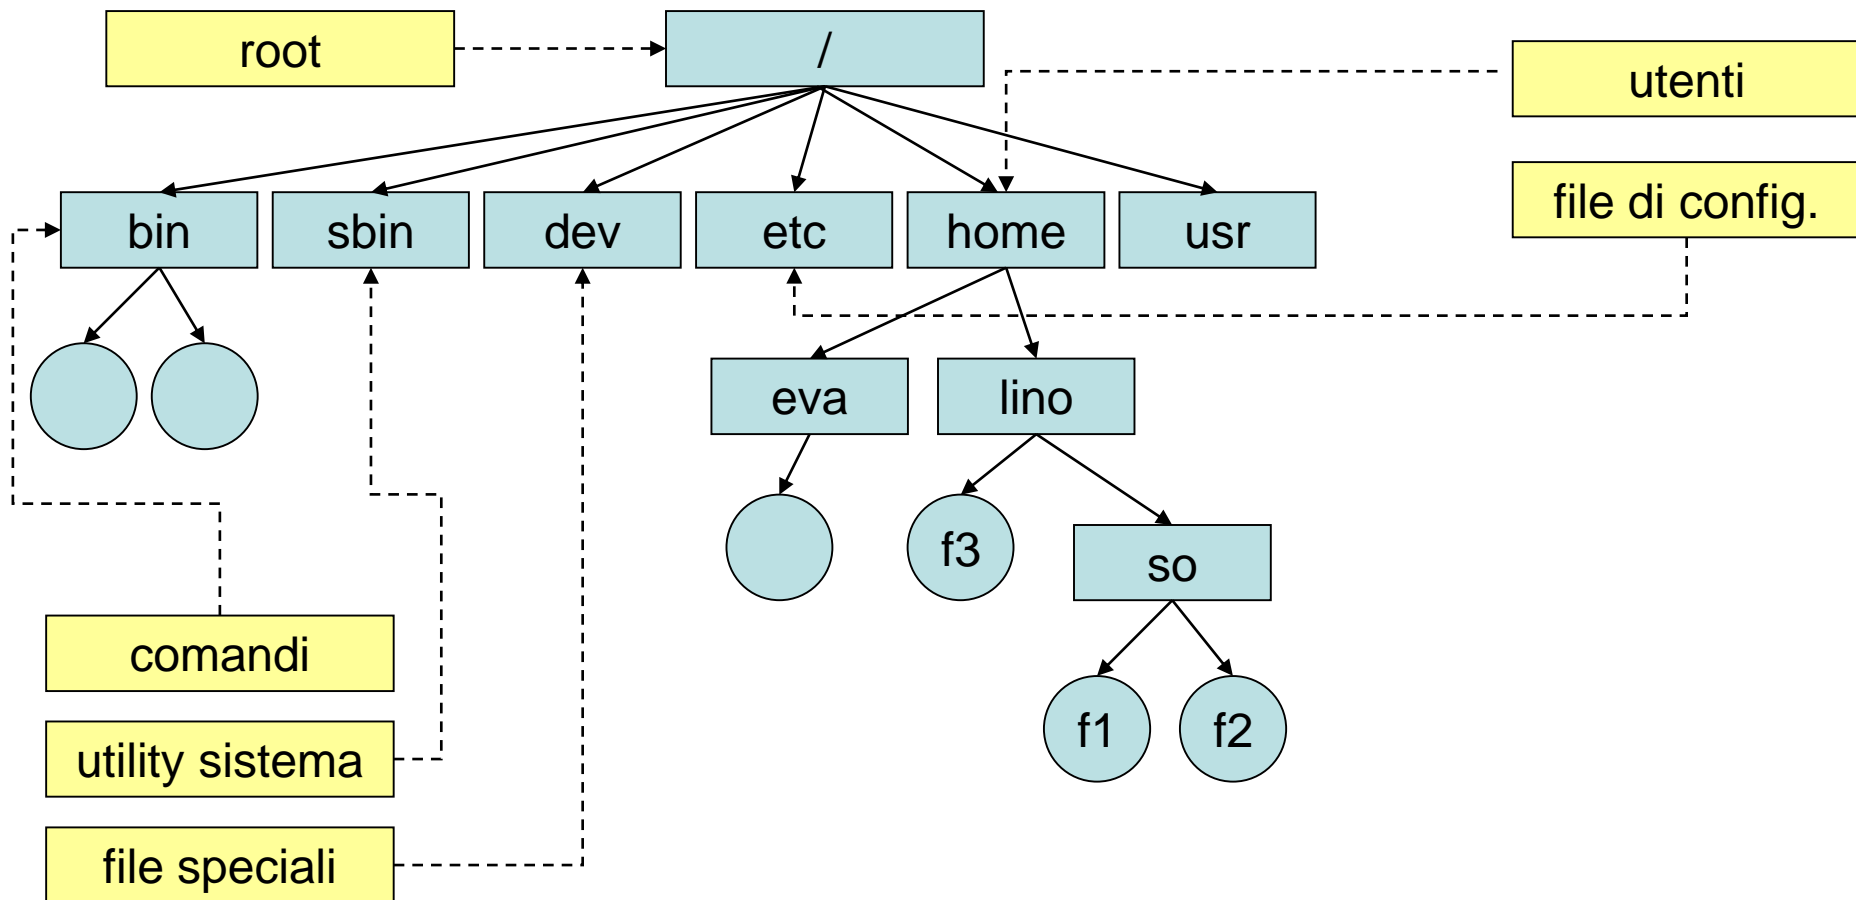 root
/
utenti
file di config.
bin
sbin
dev
etc
home
usr
eva
lino
f3
so
f1
f2
comandi
utility sistema
file speciali